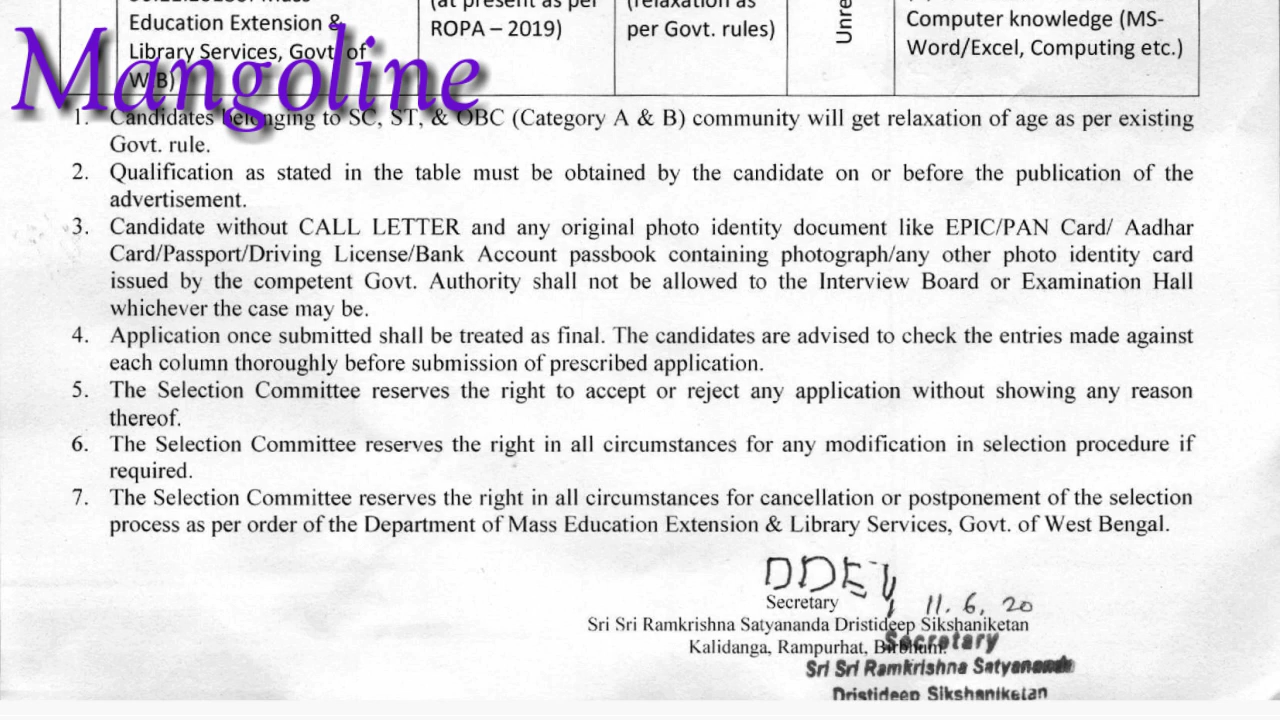 Mangoline
Education Extension &
Library Services, Govt. of
W.B)
(at present as per
ROPA – 2019)
(relaxation as
per Govt. rules)
Computer knowledge (MS-
Word/Excel, Computing etc.)
1. Candidates belonging to SC, ST, & OBC (Category A & B) community will get relaxation of age as per existing
Govt. rule.
2. Qualification as stated in the table must be obtained by the candidate on or before the publication of the
advertisement.
3. Candidate without CALL LETTER and any original photo identity document like EPIC/PAN Card/ Aadhar
Card/Passport/Driving License/Bank Account passbook containing photograph/any other photo identity card
issued by the competent Govt. Authority shall not be allowed to the Interview Board or Examination Hall
whichever the case may be.
4. Application once submitted shall be treated as final. The candidates are advised to check the entries made against
each column thoroughly before submission of prescribed application.
5. The Selection Committee reserves the right to accept or reject any application without showing any reason
thereof.
6. The Selection Committee reserves the right in all circumstances for any modification in selection procedure if
required.
7. The Selection Committee reserves the right in all circumstances for cancellation or postponement of the selection
process as per order of the Department of Mass Education Extension & Library Services, Govt. of West Bengal.
11.6.20
Secretary
Sri Sri Ramkrishna Satyananda Dristideep Sikshaniketan
Kalidanga, Rampurhat, Birbhum.
Secretary
Sri Sri Ramkrishna Satyananda
Dristideep Sikshaniketan